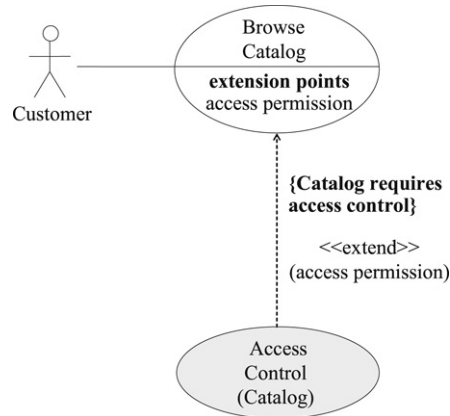 Browse
Catalog
extension points
access permission
Customer
{Catalog requires
access control}
<<extend>>
(access permission)
Access
Control
(Catalog)